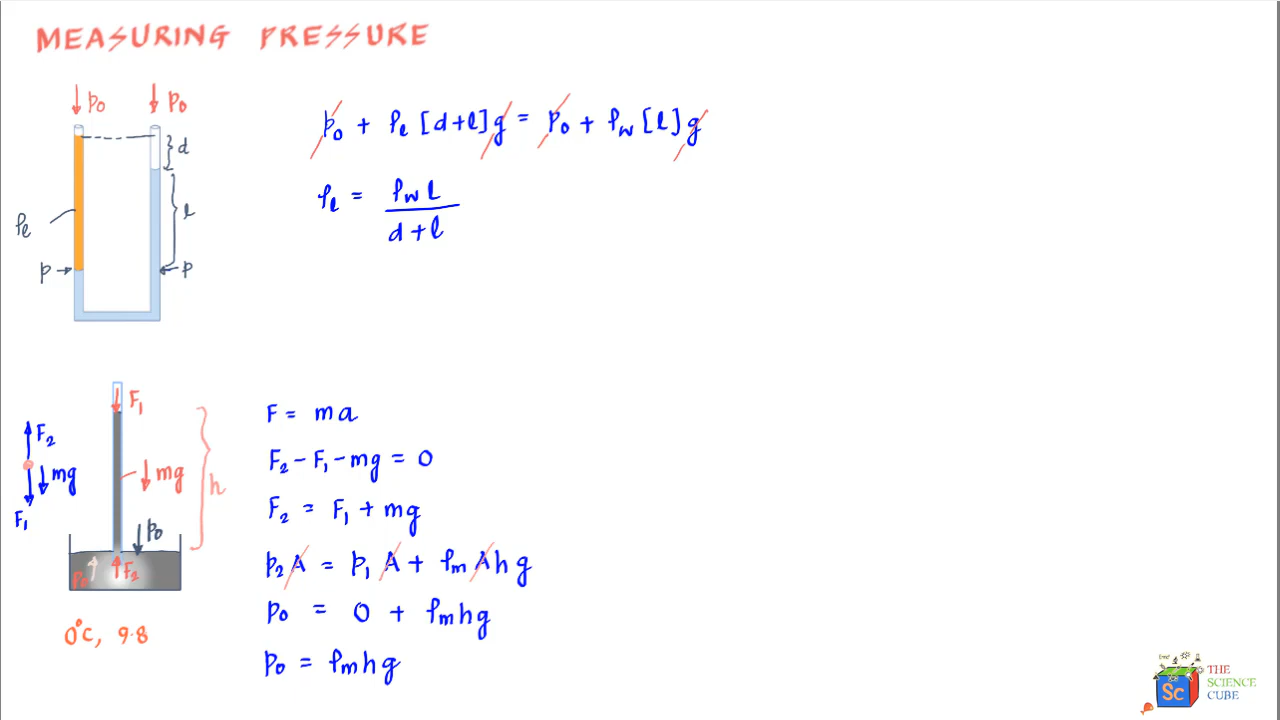 MEASURING PRESSURE
p₀ p₀
p₀ + ρₗ [d+l] g = p₀ + ρw [l] g
d
ρₗ = ρw l / d + l
l
ρₗ
p p
F₁
F = ma
F₂
mg
mg
F₂ - F₁ - mg = 0
h
F₁
F₂ = F₁ + mg
p₀
p₂ A = p₁ A + ρm A h g
p₀ F₂
p₀ = 0 + ρm h g
0°C, 9.8
p₀ = ρm h g
Sc
THE
SCIENCE
CUBE